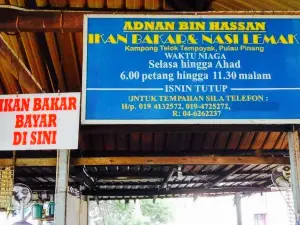 ADNAN BIN HASSAN
IKAN BAKAR & NASI LEMAK
Kampong Telok Tempoyak, Pulau Pinang
WAKTU NIAGA
Selasa hingga Ahad
6.00 petang hingga 11.30 malam
ISNIN TUTUP
UNTUK TEMPAHAN SILA TELEFON :
H/p. 019 4132572, 019-4725272,
R: 04-6262237
IKAN BAKAR
BAYAR
DI SINI